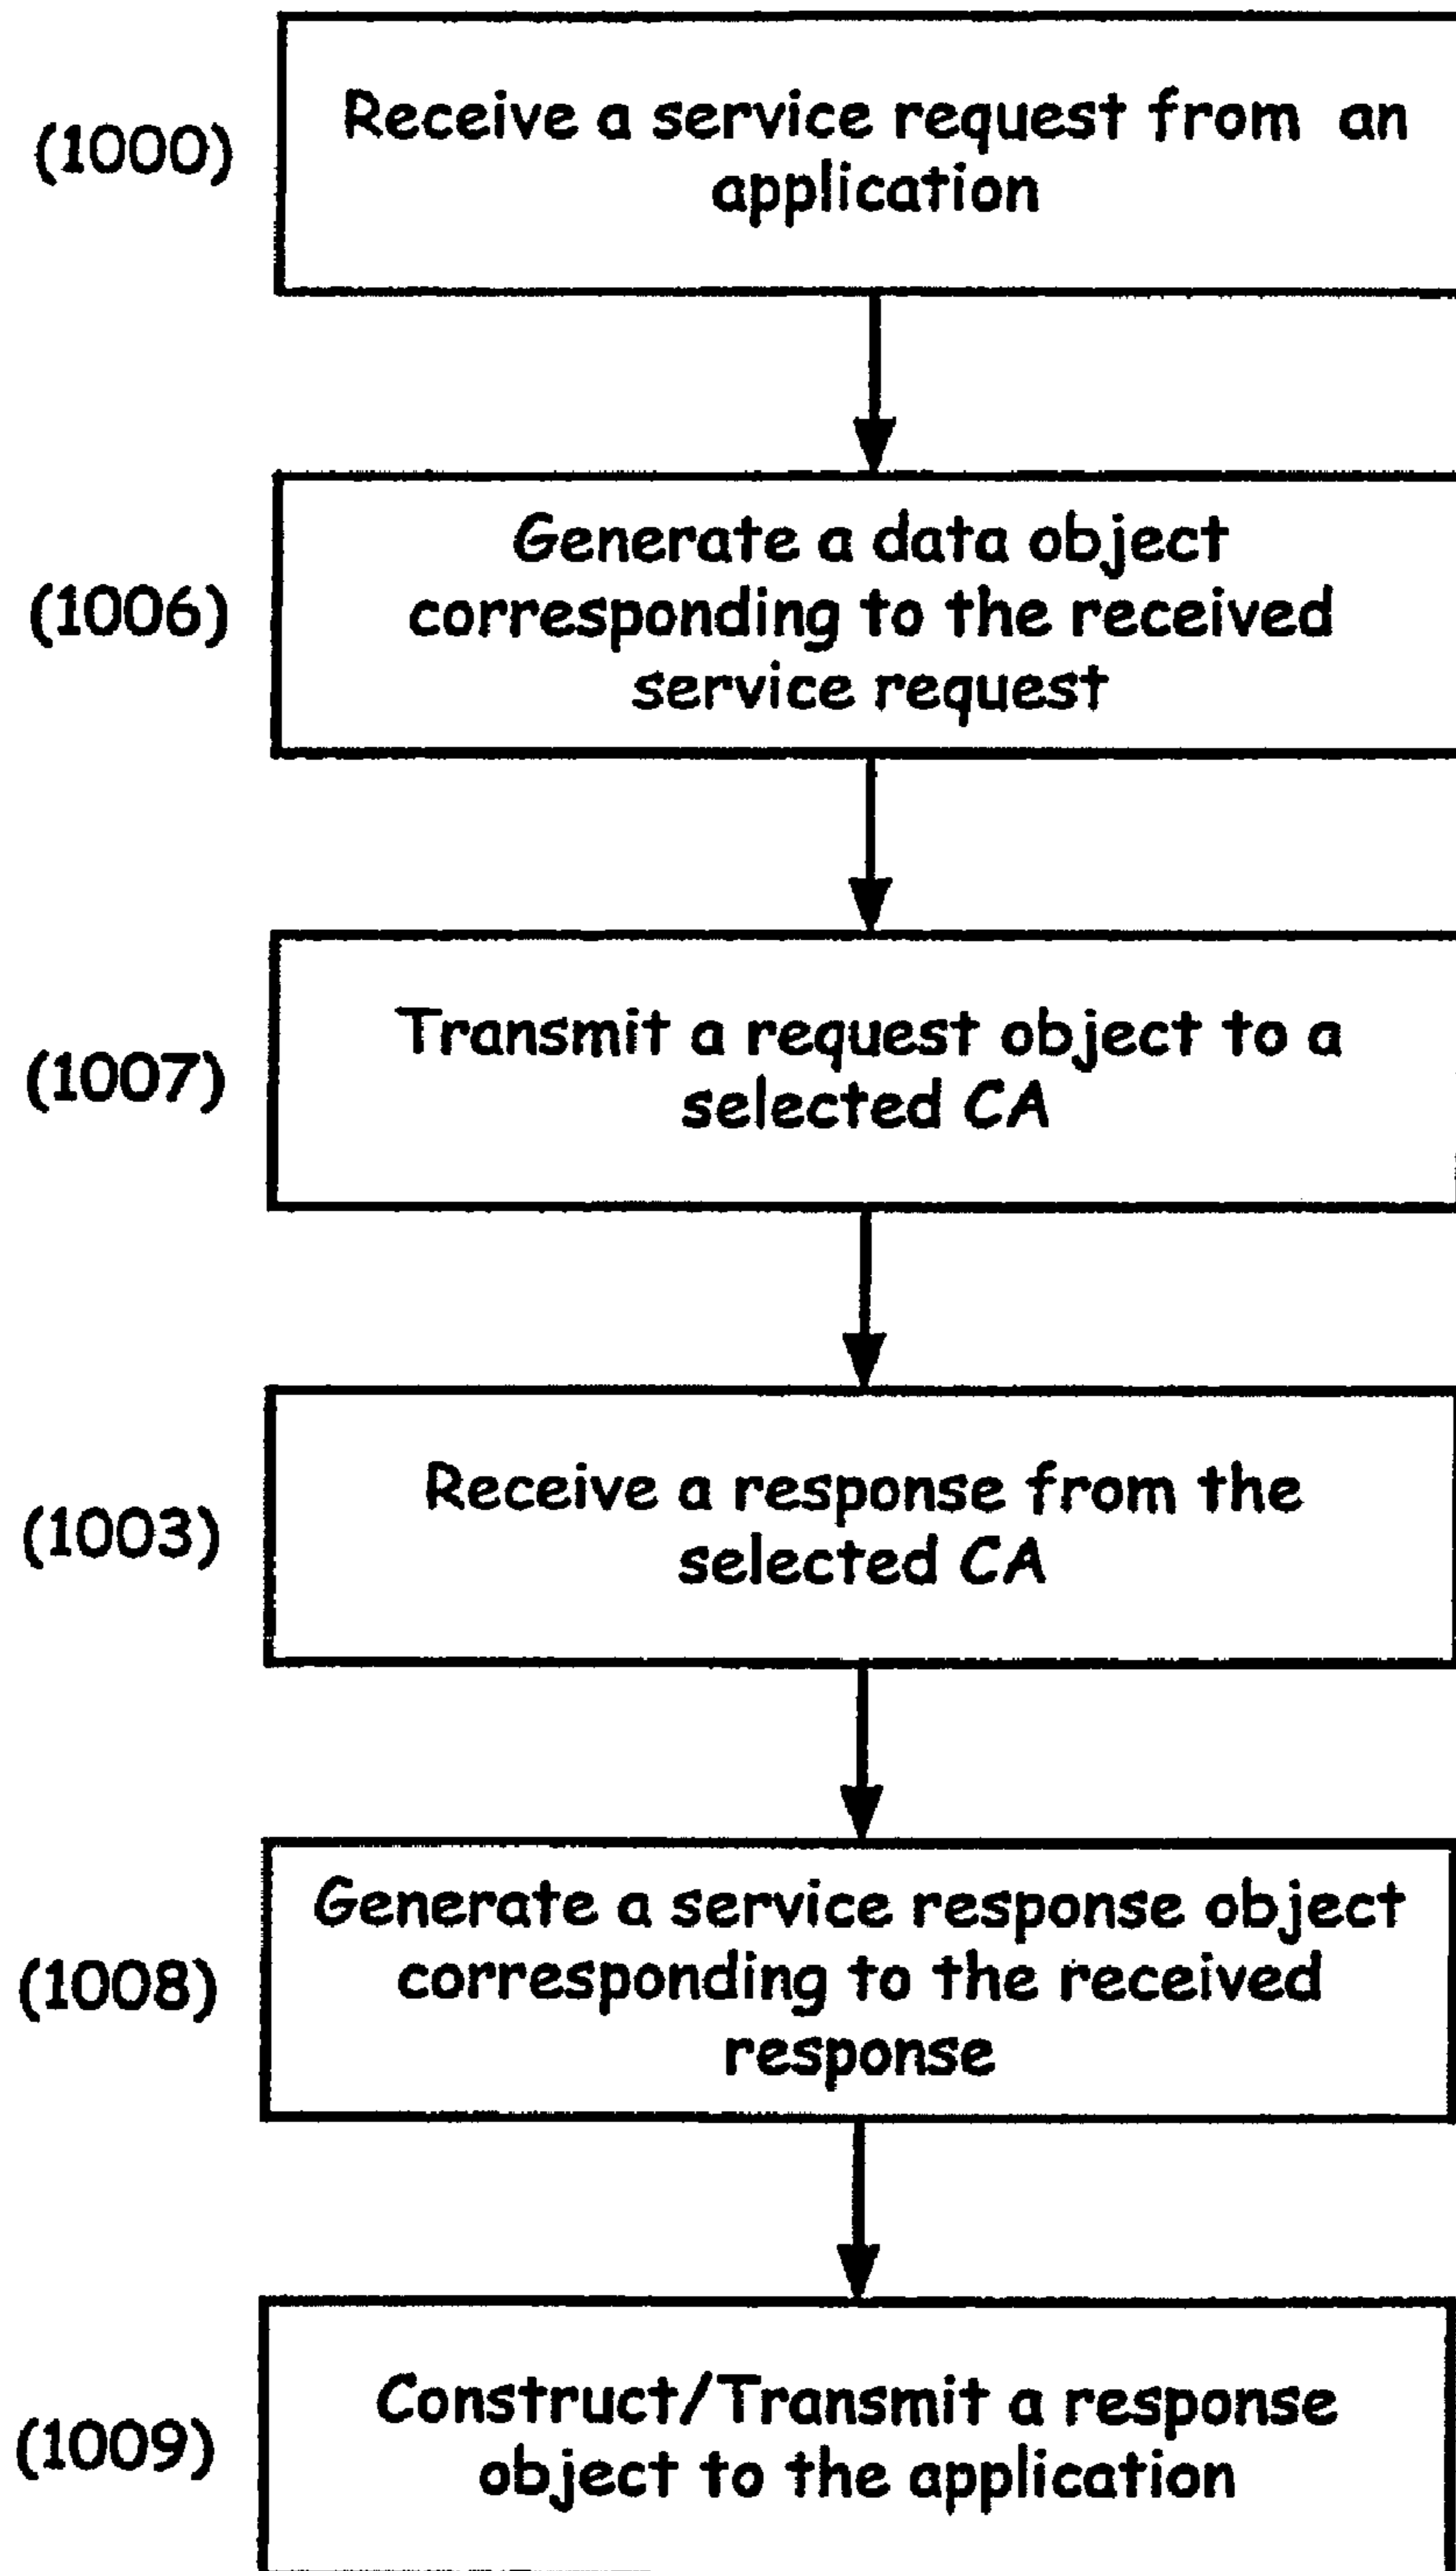 (1000)
Receive a service request from an
application
(1006)
Generate a data object
corresponding to the received
service request
(1007)
Transmit a request object to a
selected CA
(1003)
Receive a response from the
selected CA
(1008)
Generate a service response object
corresponding to the received
response
(1009)
Construct/Transmit a response
object to the application